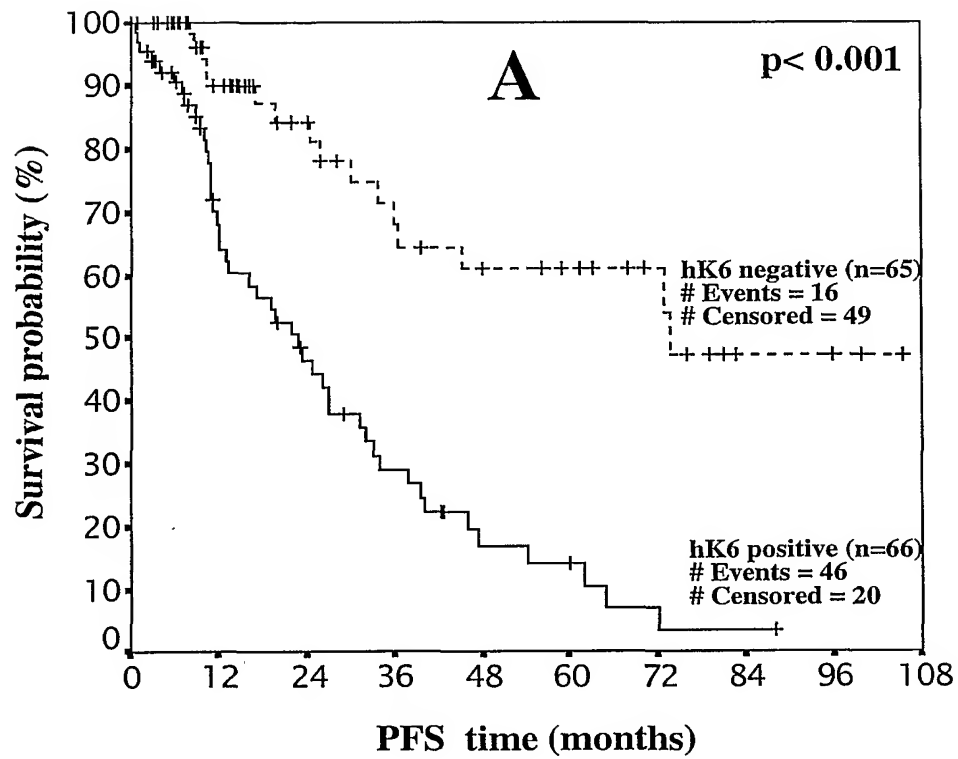 A
p< 0.001
Survival probability (%)
100
90
80
70
60
50
40
30
20
10
0
hK6 negative (n=65)
# Events = 16
# Censored = 49
hK6 positive (n=66)
# Events = 46
# Censored = 20
0 12 24 36 48 60 72 84 96 108
PFS time (months)